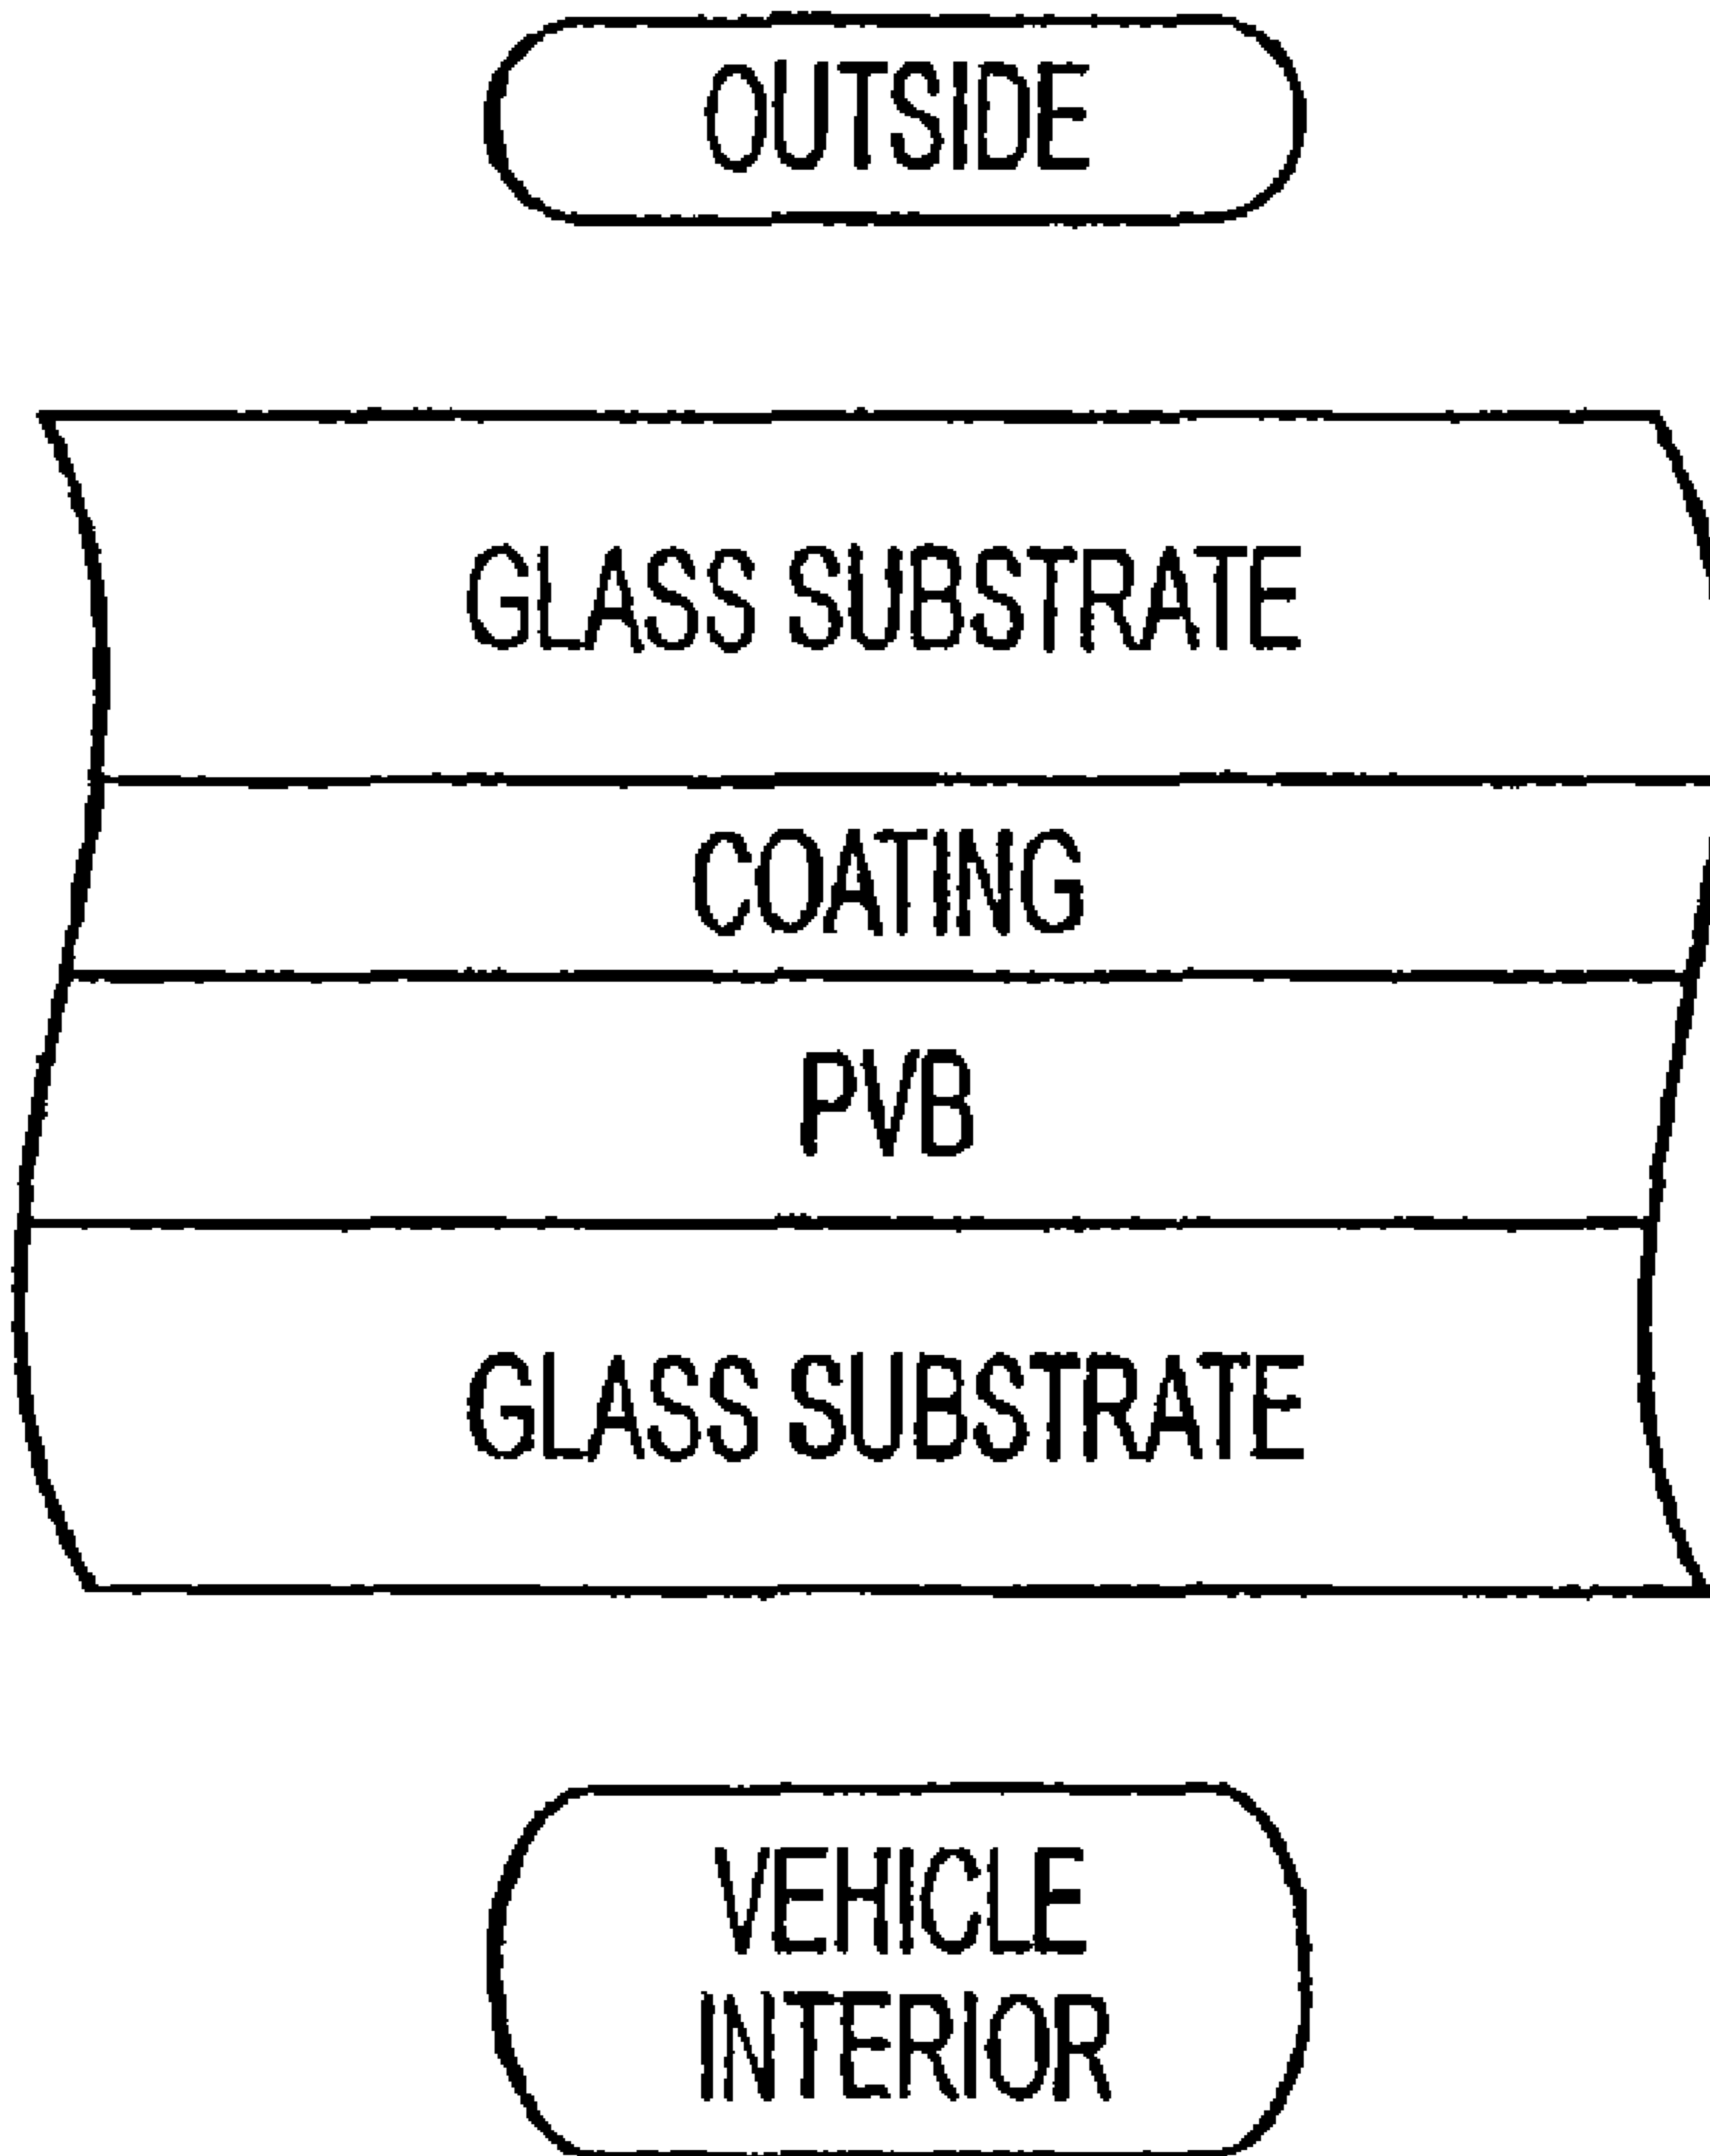 OUTSIDE
GLASS SUBSTRATE
COATING
PVB
GLASS SUBSTRATE
VEHICLE
INTERIOR